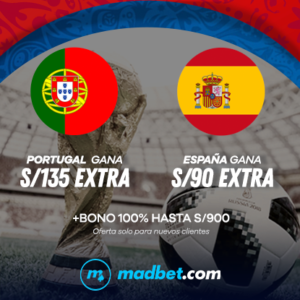 PORTUGAL GANA
S/135 EXTRA
ESPAÑA GANA
S/90 EXTRA
+BONO 100% HASTA S/900
Oferta solo para nuevos clientes
madbet.com